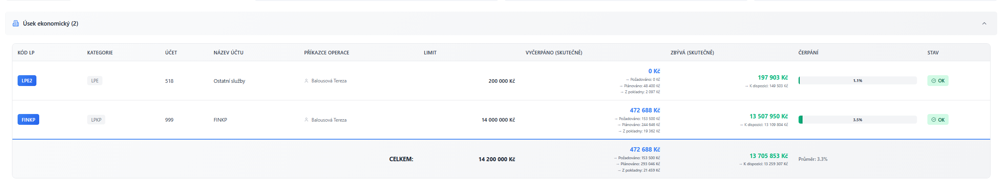 Úsek ekonomický (2)
KÓD LP KATEGORIE ÚČET NÁZEV ÚČTU PŘÍKAZCE OPERACE LIMIT VYČERPÁNO (SKUTEČNĚ) ZBÝVÁ (SKUTEČNĚ) ČERPÁNÍ STAV
LPE2 LPE 518 Ostatní služby Balousová Tereza 200 000 Kč
0 Kč
→ Požadováno: 0 Kč
→ Plánováno: 48 400 Kč
→ Z pokladny: 2 097 Kč
197 903 Kč
→ K dispozici: 149 503 Kč
1.1% OK
FINKP LPKP 999 FINKP Balousová Tereza 14 000 000 Kč
472 688 Kč
→ Požadováno: 153 500 Kč
→ Plánováno: 244 646 Kč
→ Z pokladny: 19 362 Kč
13 507 950 Kč
→ K dispozici: 13 109 804 Kč
3.5% OK
CELKEM: 14 200 000 Kč
472 688 Kč
→ Požadováno: 153 500 Kč
→ Plánováno: 293 046 Kč
→ Z pokladny: 21 459 Kč
13 705 853 Kč
→ K dispozici: 13 259 307 Kč
Průměr: 3.3%